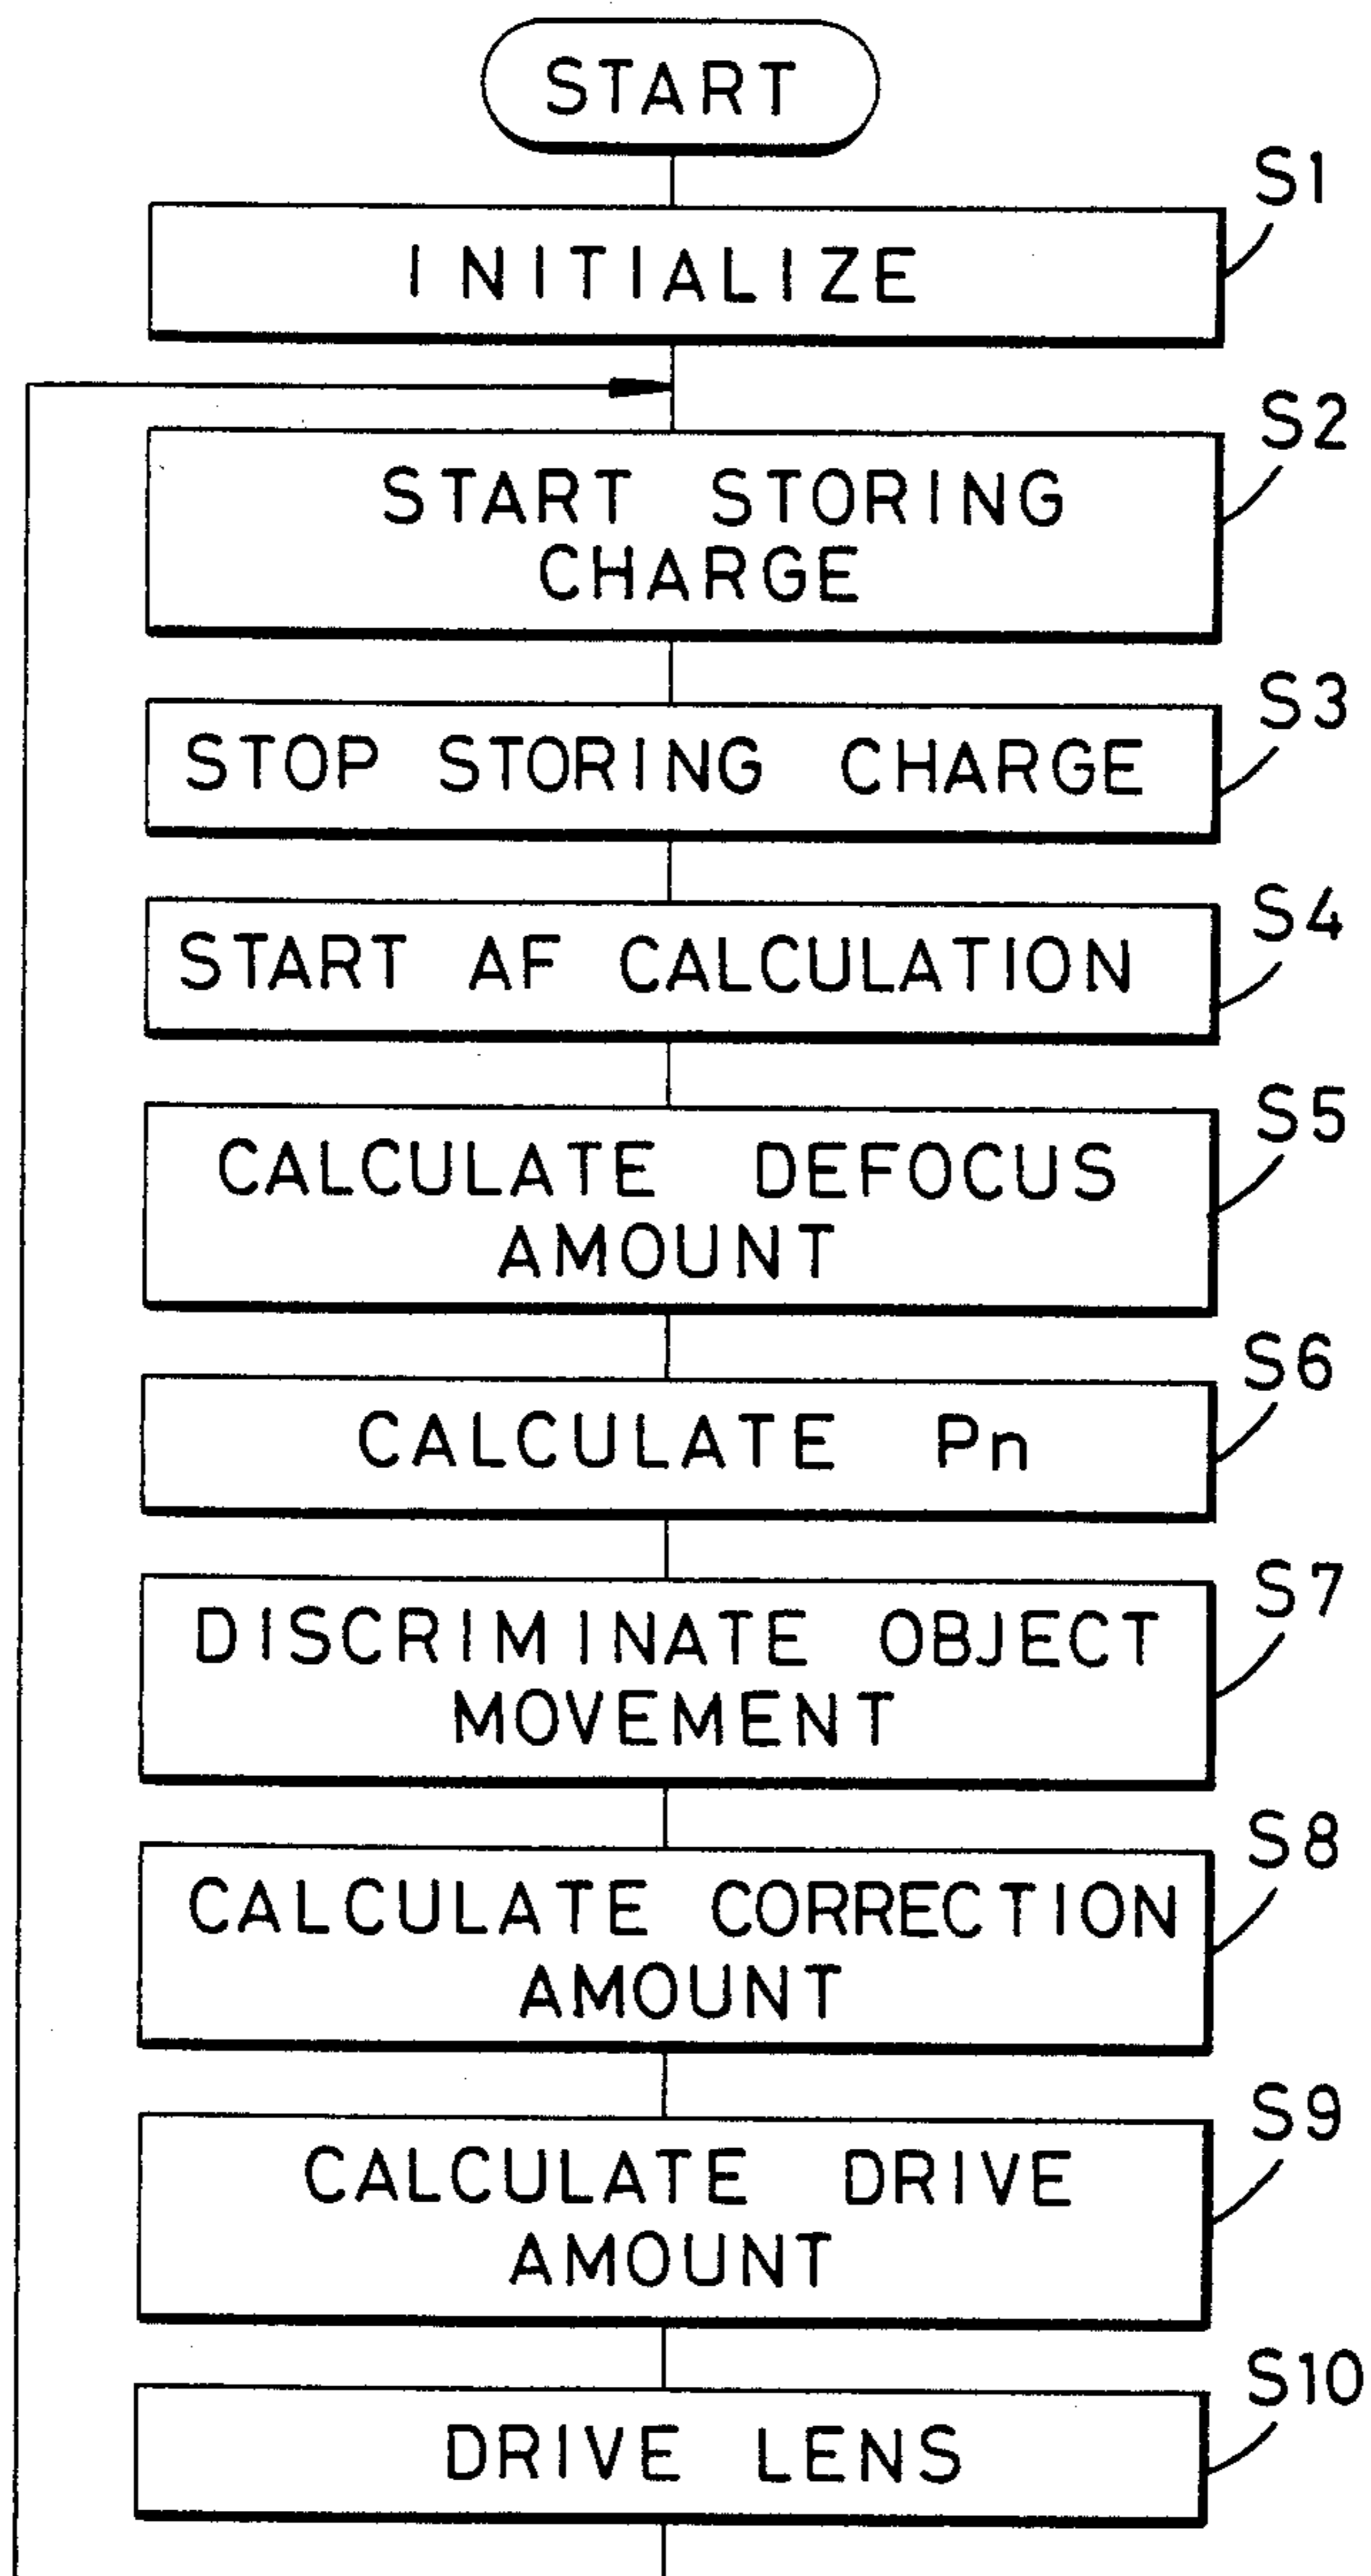 START
S1
INITIALIZE
S2
START STORING
CHARGE
S3
STOP STORING CHARGE
S4
START AF CALCULATION
S5
CALCULATE DEFOCUS
AMOUNT
S6
CALCULATE Pn
S7
DISCRIMINATE OBJECT
MOVEMENT
S8
CALCULATE CORRECTION
AMOUNT
S9
CALCULATE DRIVE
AMOUNT
S10
DRIVE LENS